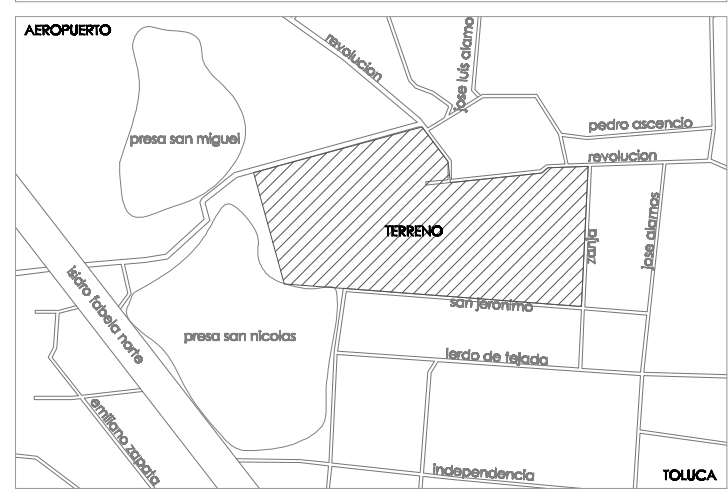 AEROPUERTO
revolucion
jose luis alamo
presa san miguel
pedro ascencio
revolucion
TERRENO
zanja
jose alamos
isidro fabela norte
san jeronimo
presa san nicolas
lerdo de tejada
emiliano zapata
independencia
TOLUCA